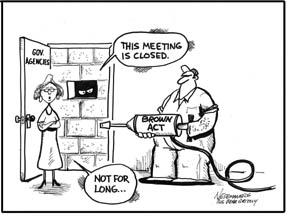 GOV.
AGENCIES
THIS MEETING
IS CLOSED.
BROWN
ACT
NOT FOR
LONG...